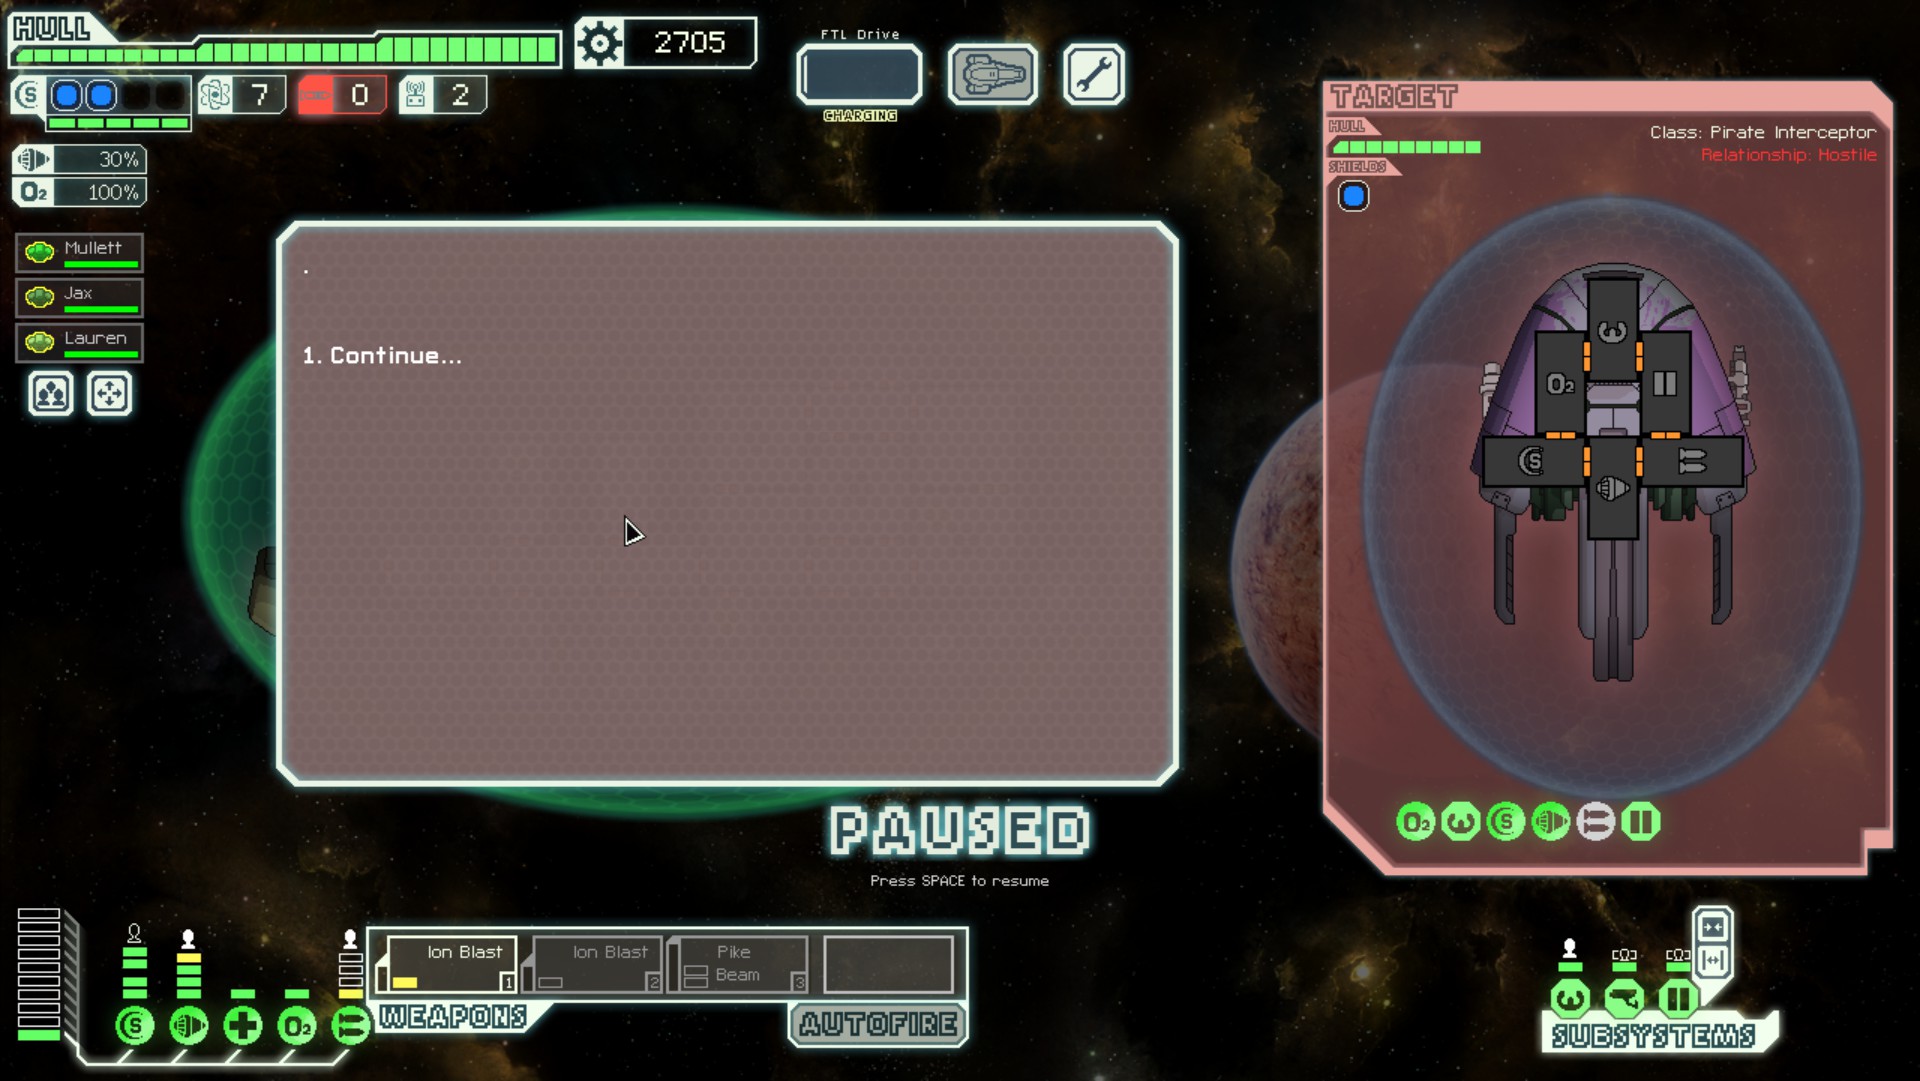 HULL
2705
FTL Drive
CHARGING
7
0
2
30%
O2 100%
Mullett
Jax
Lauren
.
1. Continue...
TARGET
HULL
Class: Pirate Interceptor
Relationship: Hostile
SHIELDS
O2
S
O2 S
PAUSED
Press SPACE to resume
Ion Blast 1
Ion Blast 2
Pike Beam 3
WEAPONS
AUTOFIRE
S O2
SUBSYSTEMS